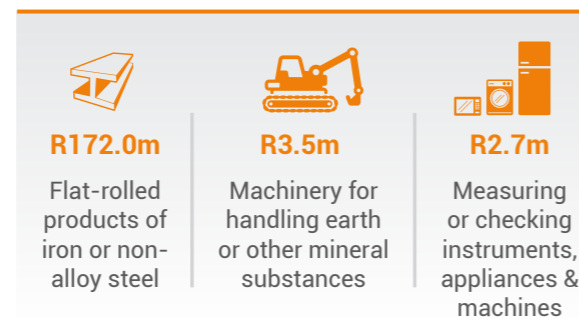 R172.0m
Flat-rolled
products of
iron or non-
alloy steel
R3.5m
Machinery for
handling earth
or other mineral
substances
R2.7m
Measuring
or checking
instruments,
appliances &
machines